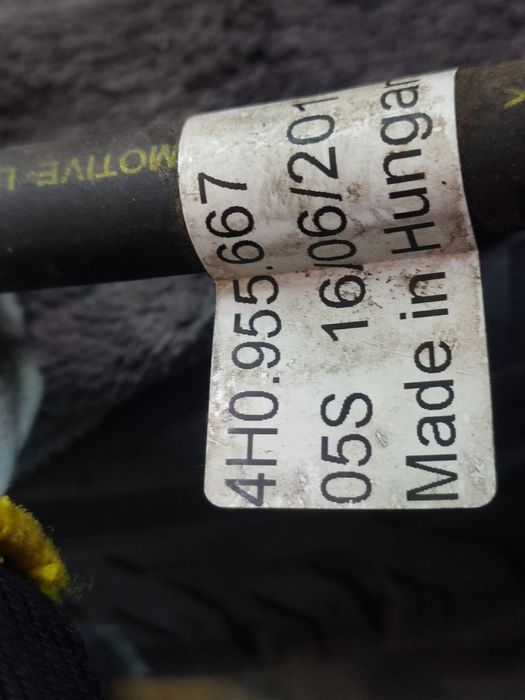 4H0.955.667
05S 16/06/201
Made in Hungar
MOTIVE L